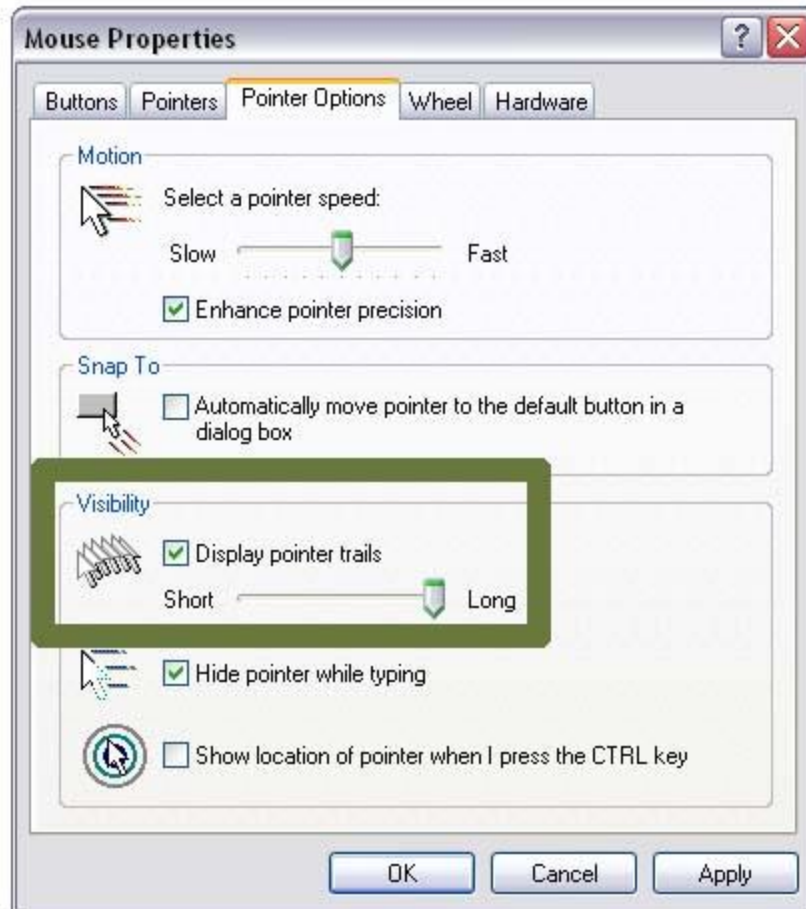 Mouse Properties
Buttons Pointers Pointer Options Wheel Hardware
Motion
Select a pointer speed:
Slow Fast
Enhance pointer precision
Snap To
Automatically move pointer to the default button in a
dialog box
Visibility
Display pointer trails
Short Long
Hide pointer while typing
Show location of pointer when I press the CTRL key
OK Cancel Apply